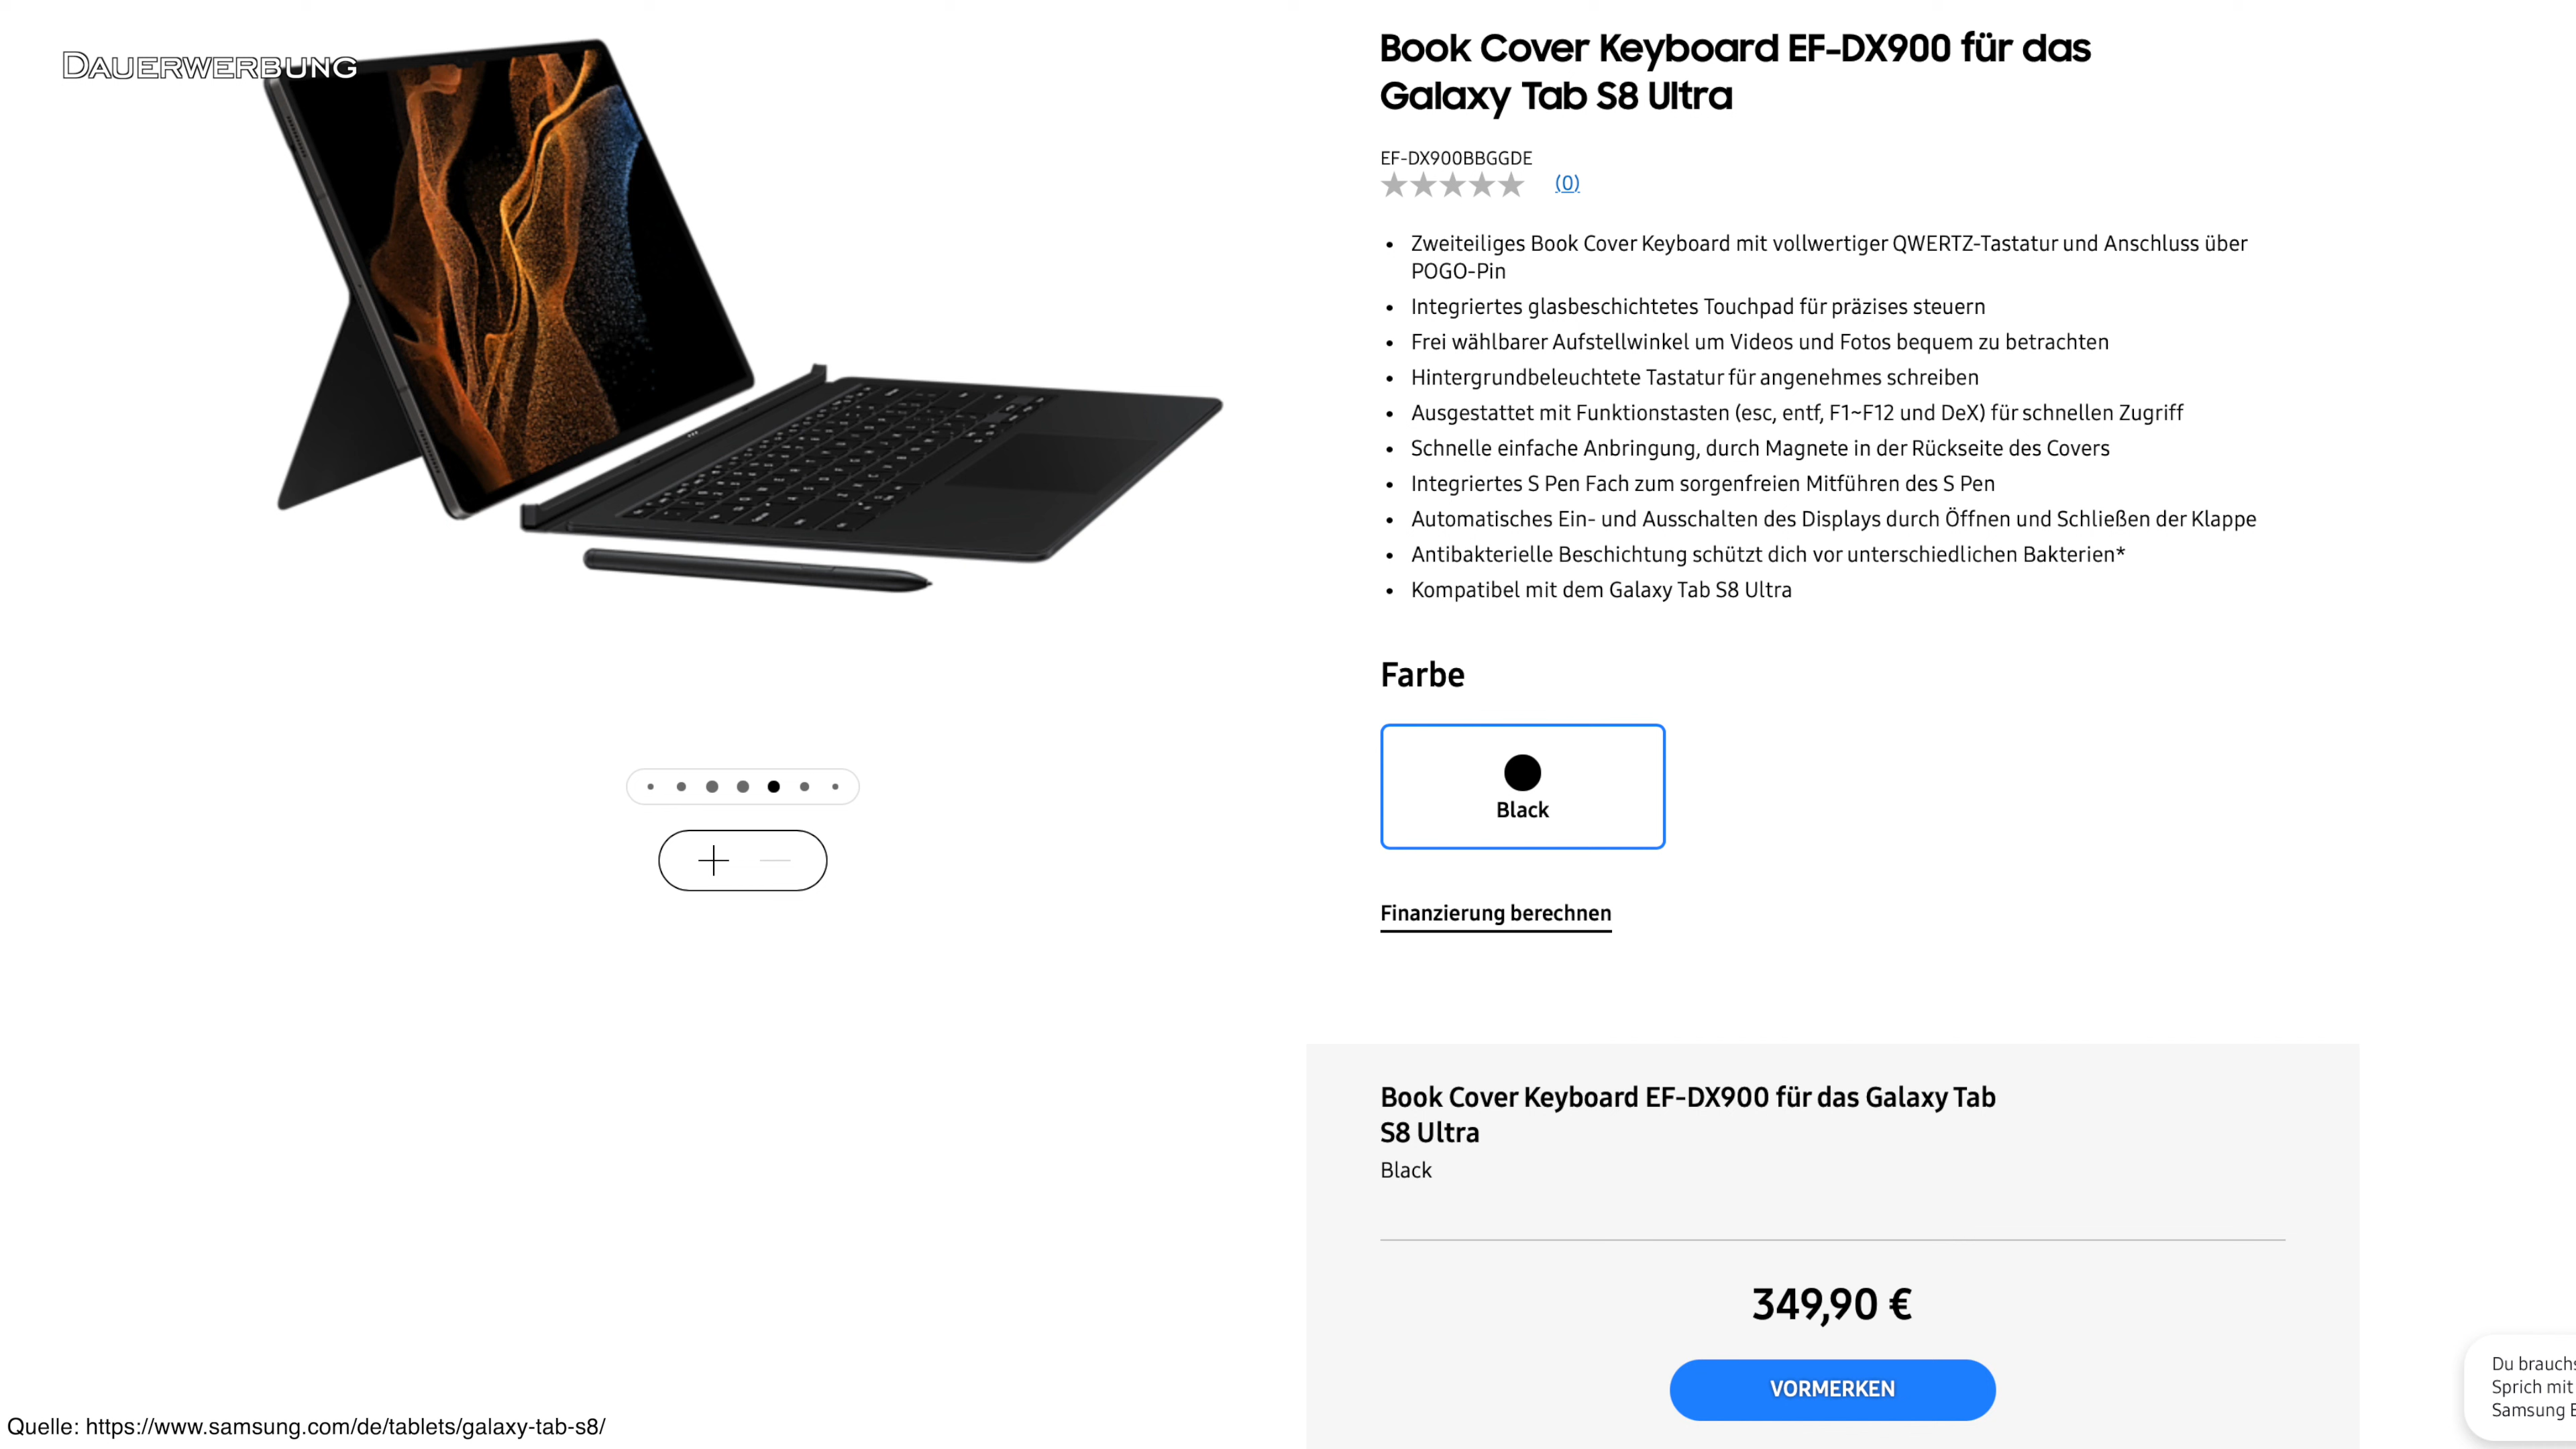 DAUERWERBUNG
Book Cover Keyboard EF-DX900 für das
Galaxy Tab S8 Ultra
EF-DX900BBGGDE
(0)
• Zweiteiliges Book Cover Keyboard mit vollwertiger QWERTZ-Tastatur und Anschluss über
POGO-Pin
• Integriertes glasbeschichtetes Touchpad für präzises steuern
• Frei wählbarer Aufstellwinkel um Videos und Fotos bequem zu betrachten
• Hintergrundbeleuchtete Tastatur für angenehmes schreiben
• Ausgestattet mit Funktionstasten (esc, entf, F1~F12 und DeX) für schnellen Zugriff
• Schnelle einfache Anbringung, durch Magnete in der Rückseite des Covers
• Integriertes S Pen Fach zum sorgenfreien Mitführen des S Pen
• Automatisches Ein- und Ausschalten des Displays durch Öffnen und Schließen der Klappe
• Antibakterielle Beschichtung schützt dich vor unterschiedlichen Bakterien*
• Kompatibel mit dem Galaxy Tab S8 Ultra
Farbe
Black
Finanzierung berechnen
Book Cover Keyboard EF-DX900 für das Galaxy Tab
S8 Ultra
Black
349,90 €
VORMERKEN
Du brauchs
Sprich mit
Samsung E
Quelle: https://www.samsung.com/de/tablets/galaxy-tab-s8/